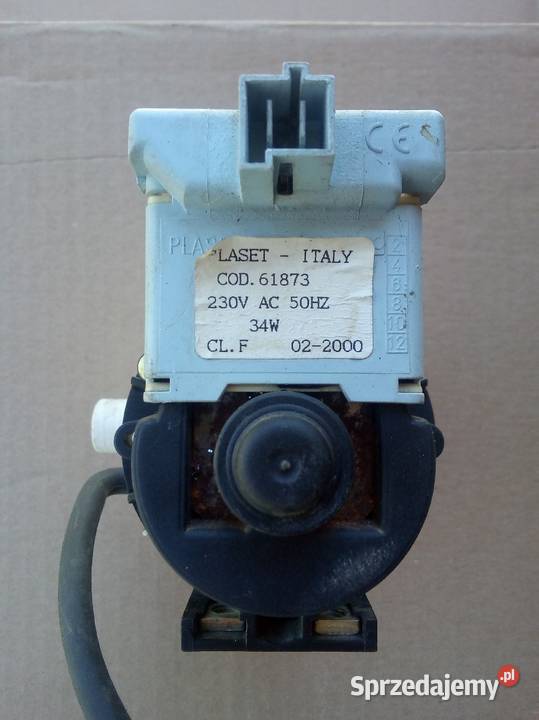 CE
PLASET - ITALY
COD.61873
230V AC 50HZ
34W
CL.F 02-2000
2
4
6
8
10
12
Sprzedajemy.pl